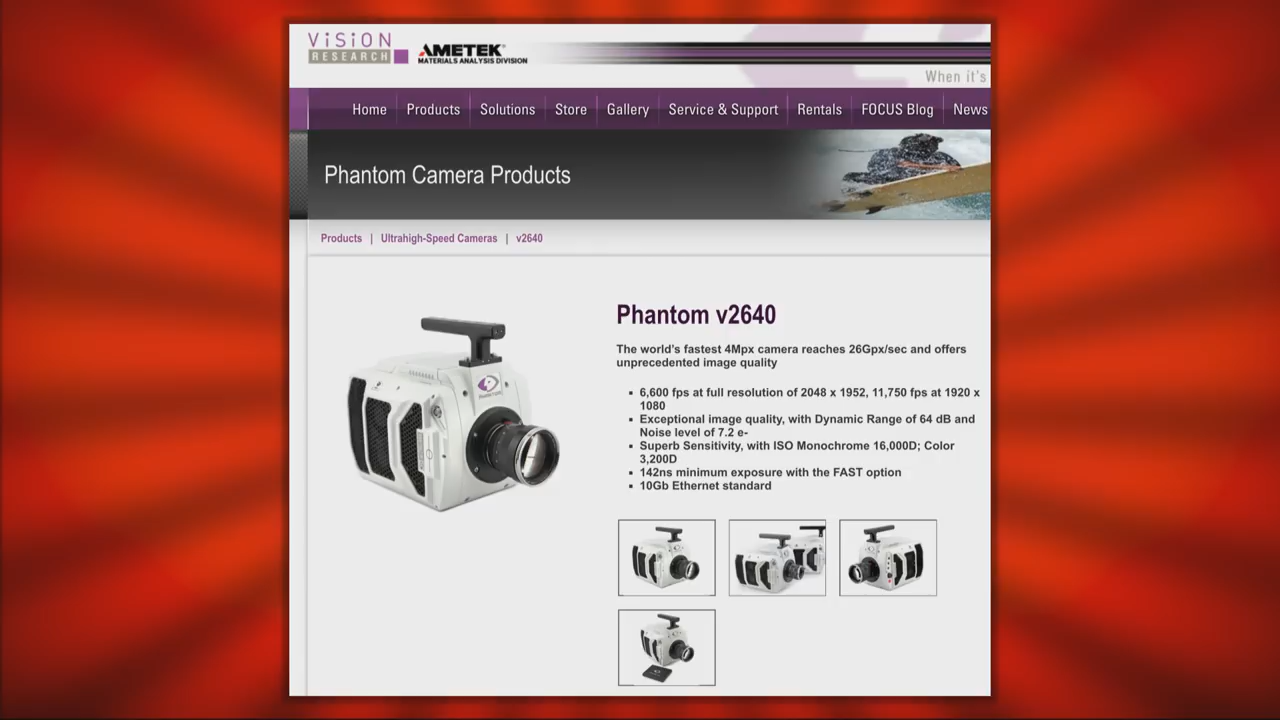 ViSiON
RESEARCH
AMETEK
MATERIALS ANALYSIS DIVISION
When it's
Home Products Solutions Store Gallery Service & Support Rentals FOCUS Blog News
Phantom Camera Products
Products | Ultrahigh-Speed Cameras | v2640
Phantom v2640
The world's fastest 4Mpx camera reaches 26Gpx/sec and offers
unprecedented image quality
▪ 6,600 fps at full resolution of 2048 x 1952, 11,750 fps at 1920 x
1080
▪ Exceptional image quality, with Dynamic Range of 64 dB and
Noise level of 7.2 e-
▪ Superb Sensitivity, with ISO Monochrome 16,000D; Color
3,200D
▪ 142ns minimum exposure with the FAST option
▪ 10Gb Ethernet standard